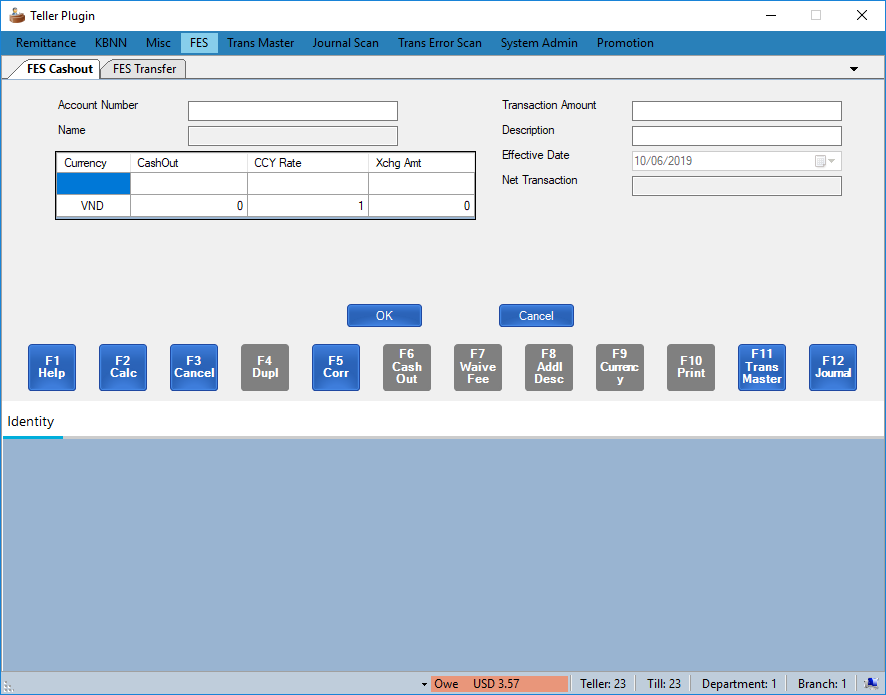 Teller Plugin
Remittance KBNN Misc FES Trans Master Journal Scan Trans Error Scan System Admin Promotion
FES Cashout FES Transfer
Account Number
Name
Transaction Amount
Description
Effective Date 10/06/2019
Net Transaction
Currency CashOut CCY Rate Xchg Amt
VND 0 1 0
OK Cancel
F1 Help
F2 Calc
F3 Cancel
F4 Dupl
F5 Corr
F6 Cash Out
F7 Waive Fee
F8 Addl Desc
F9 Currency
F10 Print
F11 Trans Master
F12 Journal
Identity
Owe USD 3.57 Teller: 23 Till: 23 Department: 1 Branch: 1